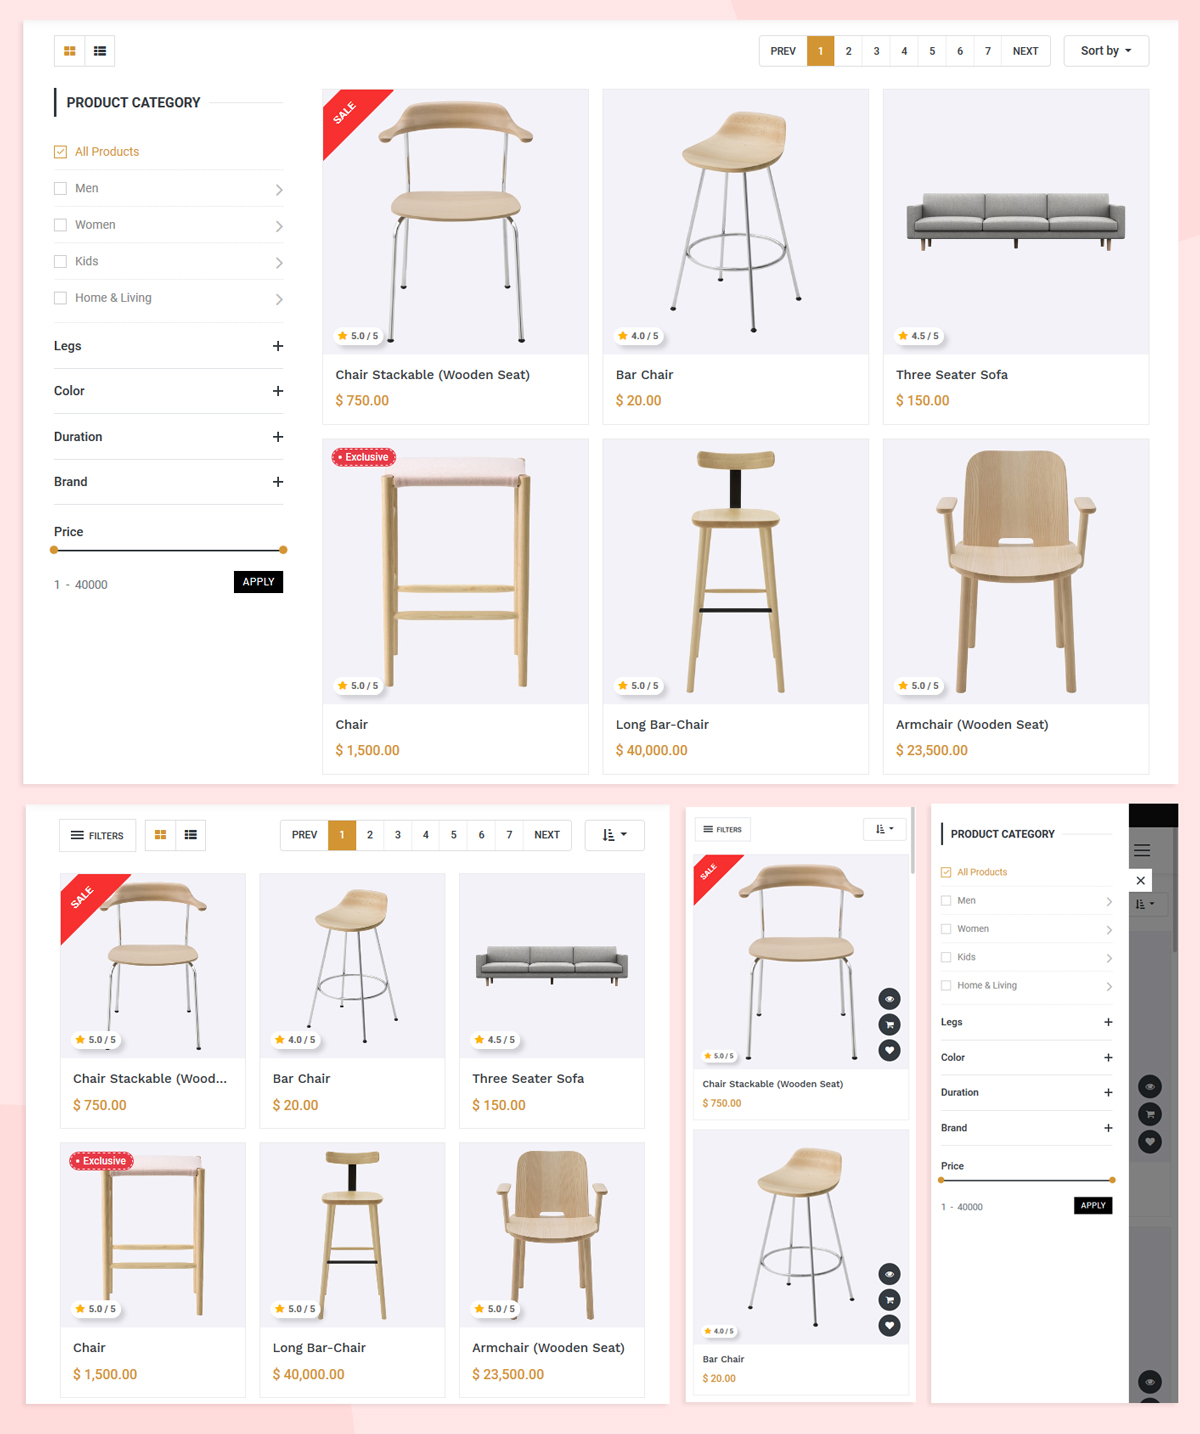 PREV 1 2 3 4 5 6 7 NEXT Sort by
PRODUCT CATEGORY
All Products
Men
Women
Kids
Home & Living
Legs
Color
Duration
Brand
Price
1 - 40000 APPLY
SALE
5.0 / 5
Chair Stackable (Wooden Seat)
$ 750.00
4.0 / 5
Bar Chair
$ 20.00
4.5 / 5
Three Seater Sofa
$ 150.00
Exclusive
5.0 / 5
Chair
$ 1,500.00
5.0 / 5
Long Bar-Chair
$ 40,000.00
5.0 / 5
Armchair (Wooden Seat)
$ 23,500.00
FILTERS
PREV 1 2 3 4 5 6 7 NEXT
SALE
5.0 / 5
Chair Stackable (Wood...
$ 750.00
4.0 / 5
Bar Chair
$ 20.00
4.5 / 5
Three Seater Sofa
$ 150.00
Exclusive
5.0 / 5
Chair
$ 1,500.00
5.0 / 5
Long Bar-Chair
$ 40,000.00
5.0 / 5
Armchair (Wooden Seat)
$ 23,500.00
FILTERS
SALE
5.0 / 5
Chair Stackable (Wooden Seat)
$ 750.00
4.0 / 5
Bar Chair
$ 20.00
PRODUCT CATEGORY
All Products
Men
Women
Kids
Home & Living
Legs
Color
Duration
Brand
Price
1 - 40000 APPLY